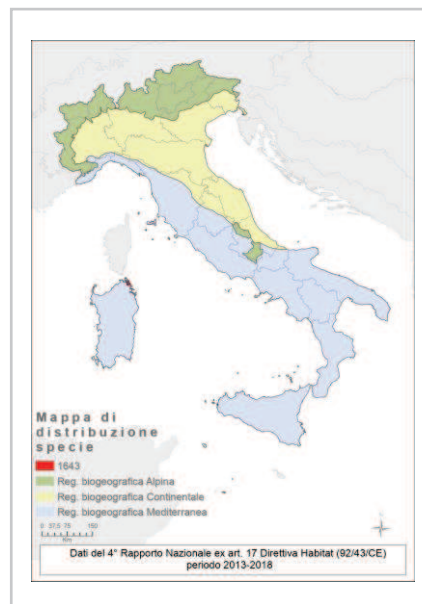 Mappa di
distribuzione
specie
1643
Reg. biogeografica Alpina
Reg. biogeografica Continentale
Reg. biogeografica Mediterranea
0 37,5 75 150
Km
Dati del 4° Rapporto Nazionale ex art. 17 Direttiva Habitat (92/43/CE)
periodo 2013-2018